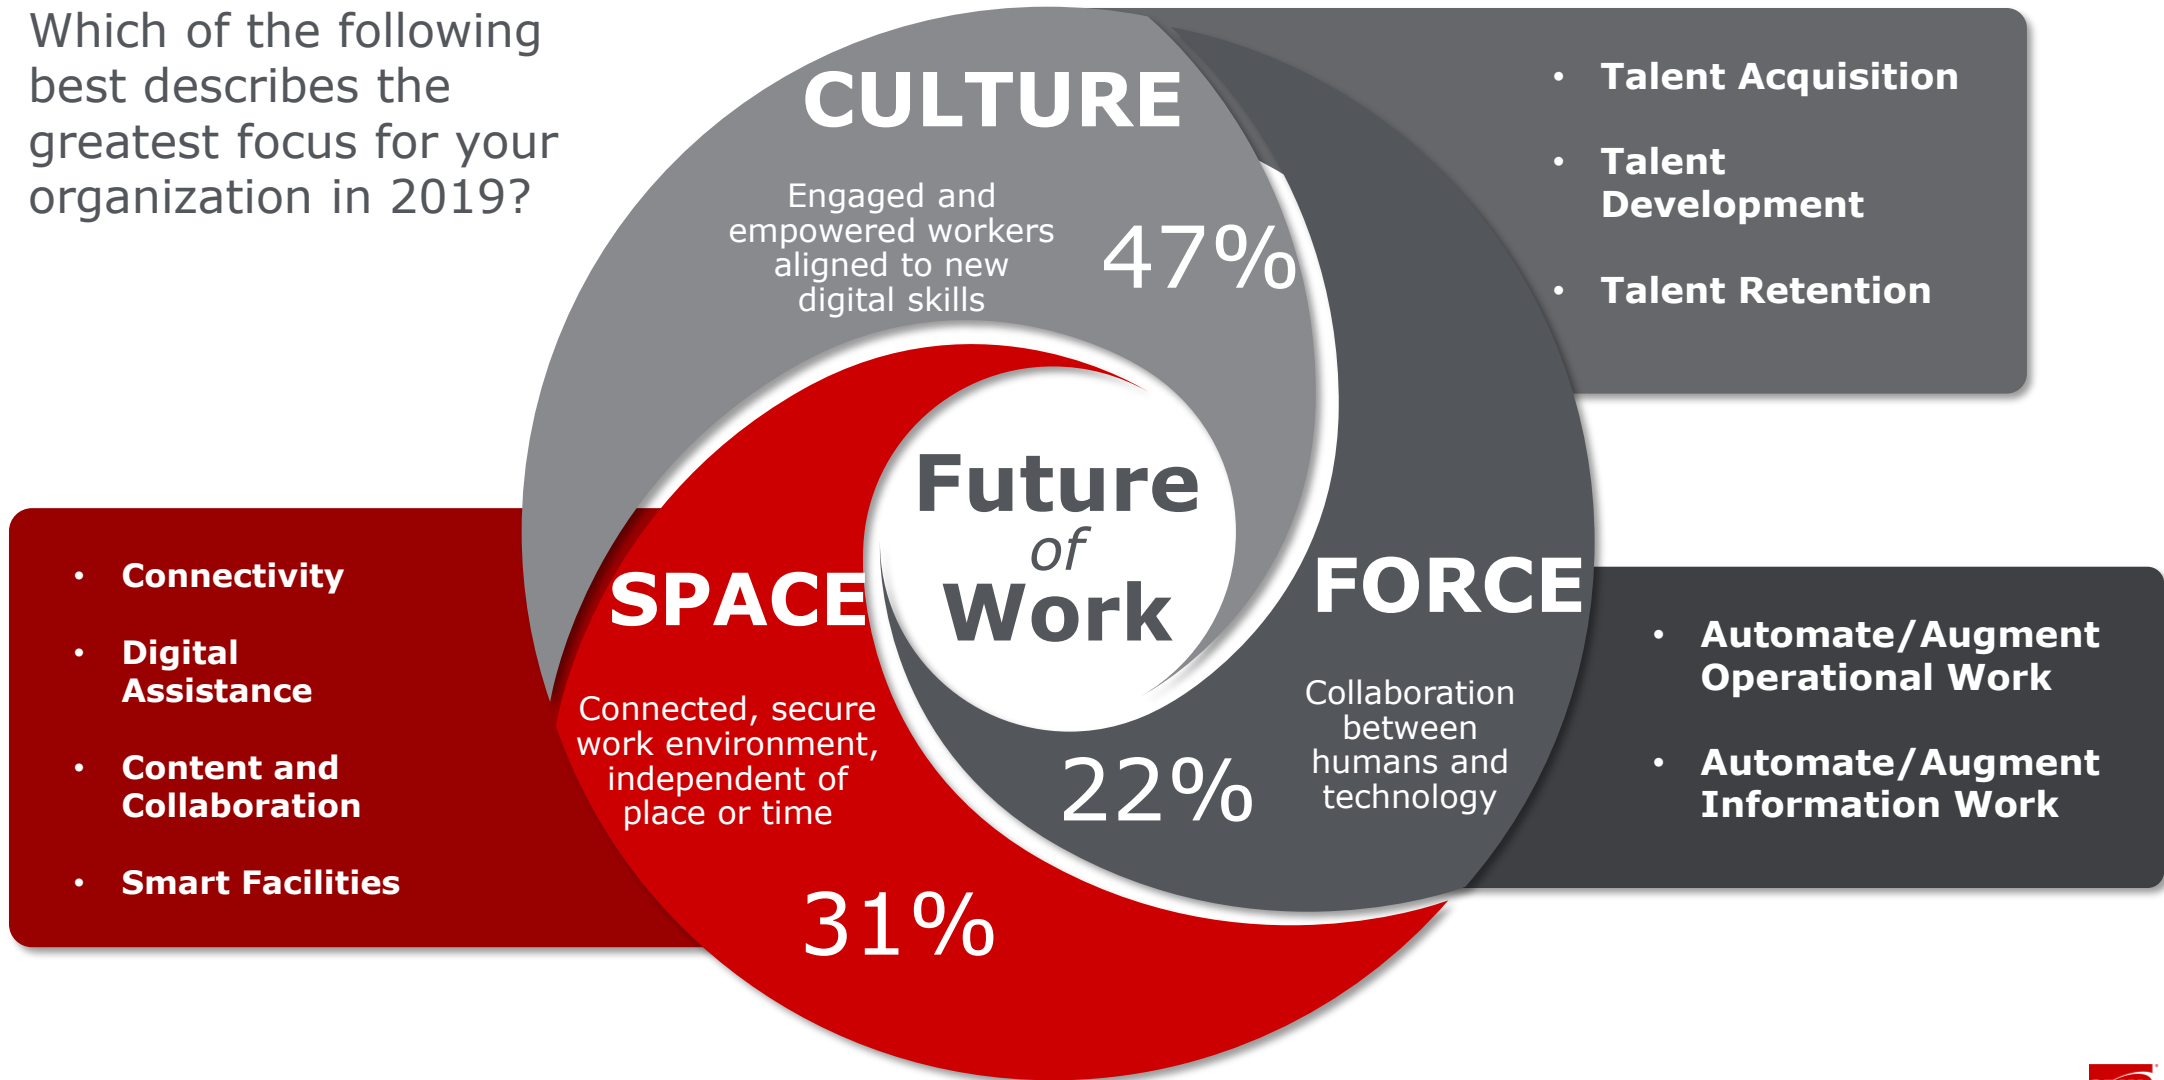 Which of the following
best describes the
greatest focus for your
organization in 2019?
CULTURE
Engaged and
empowered workers
aligned to new
digital skills
47%
• Talent Acquisition
• Talent
Development
• Talent Retention
Future
of
Work
SPACE
Connected, secure
work environment,
independent of
place or time
31%
• Connectivity
• Digital
Assistance
• Content and
Collaboration
• Smart Facilities
FORCE
Collaboration
between
humans and
technology
22%
• Automate/Augment
Operational Work
• Automate/Augment
Information Work